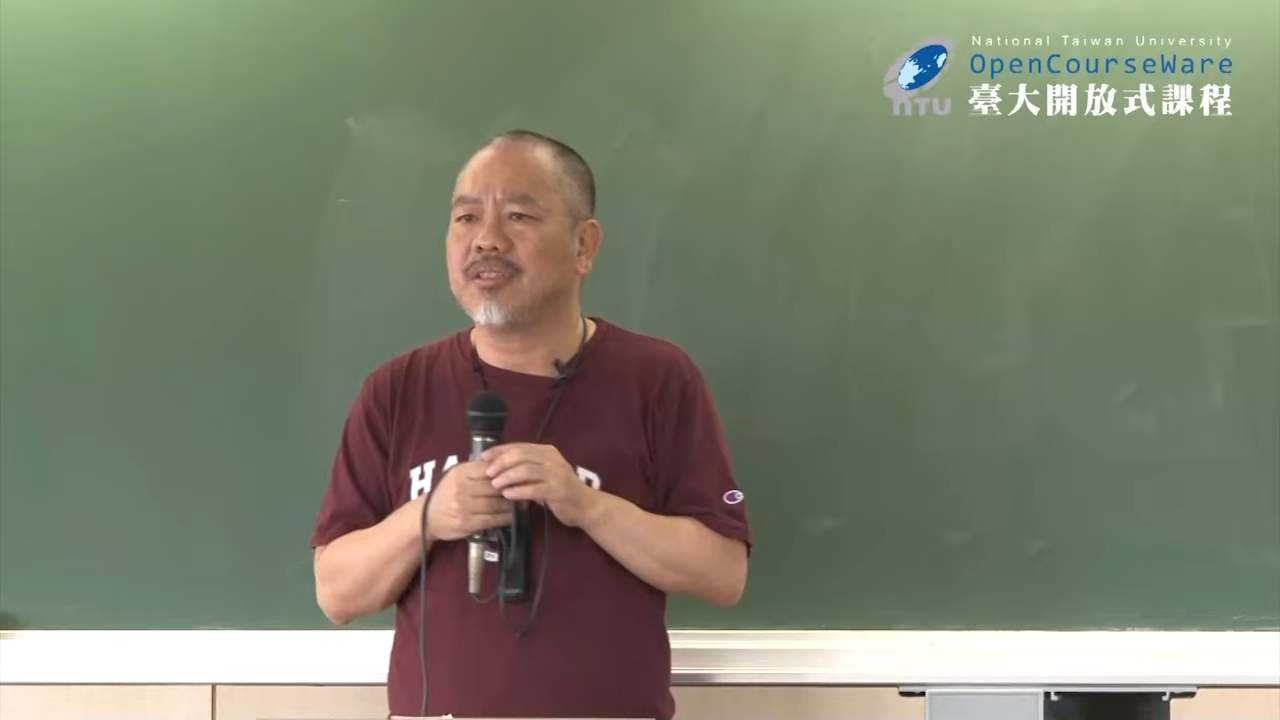 National Taiwan University
OpenCourseWare
NTU
臺大開放式課程